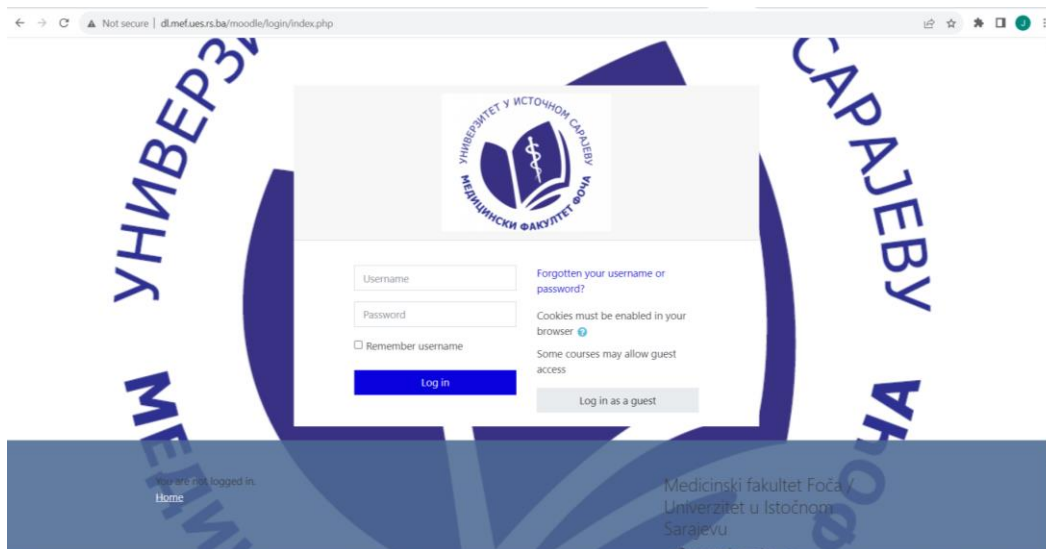 Not secure | dl.mef.ues.rs.ba/moodle/login/index.php
J
УНИВЕРЗИ
САРАЈЕВУ
УНИВЕРЗИТЕТ У ИСТОЧНОМ САРАЈЕВУ
МЕДИЦИНСКИ ФАКУЛТЕТ ФОЧА
Username
Password
Remember username
Log in
Forgotten your username or
password?
Cookies must be enabled in your
browser
Some courses may allow guest
access
Log in as a guest
МЕДИЦИН
ФОЧА
You are not logged in.
Home
Medicinski fakultet Foča /
Univerzitet u Istočnom
Sarajevu